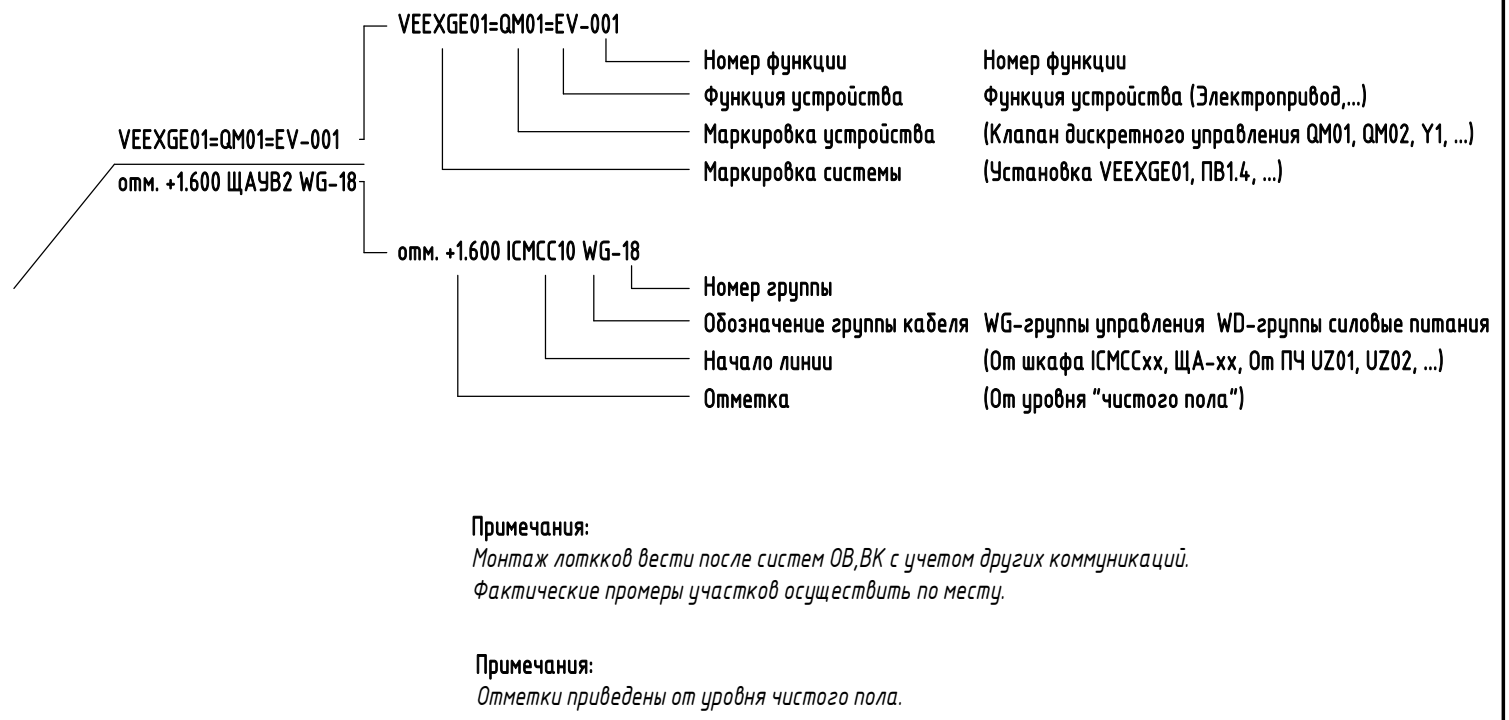 VEEXGE01=QM01=EV-001
Номер функции Номер функции
Функция устройства Функция устройства (Электропривод,...)
VEEXGE01=QM01=EV-001
Маркировка устройства (Клапан дискретного управления QM01, QM02, Y1, ...)
Маркировка системы (Установка VEEXGE01, ПВ1.4, ...)
отм. +1.600 ЩАУВ2 WG-18
отм. +1.600 ICMCC10 WG-18
Номер группы
Обозначение группы кабеля WG-группы управления WD-группы силовые питания
Начало линии (От шкафа ICMCCxx, ЩА-xx, От ПЧ UZ01, UZ02, ...)
Отметка (От уровня "чистого пола")
Примечания:
Монтаж лоткков вести после систем ОВ,ВК с учетом других коммуникаций.
Фактические промеры участков осуществить по месту.
Примечания:
Отметки приведены от уровня чистого пола.